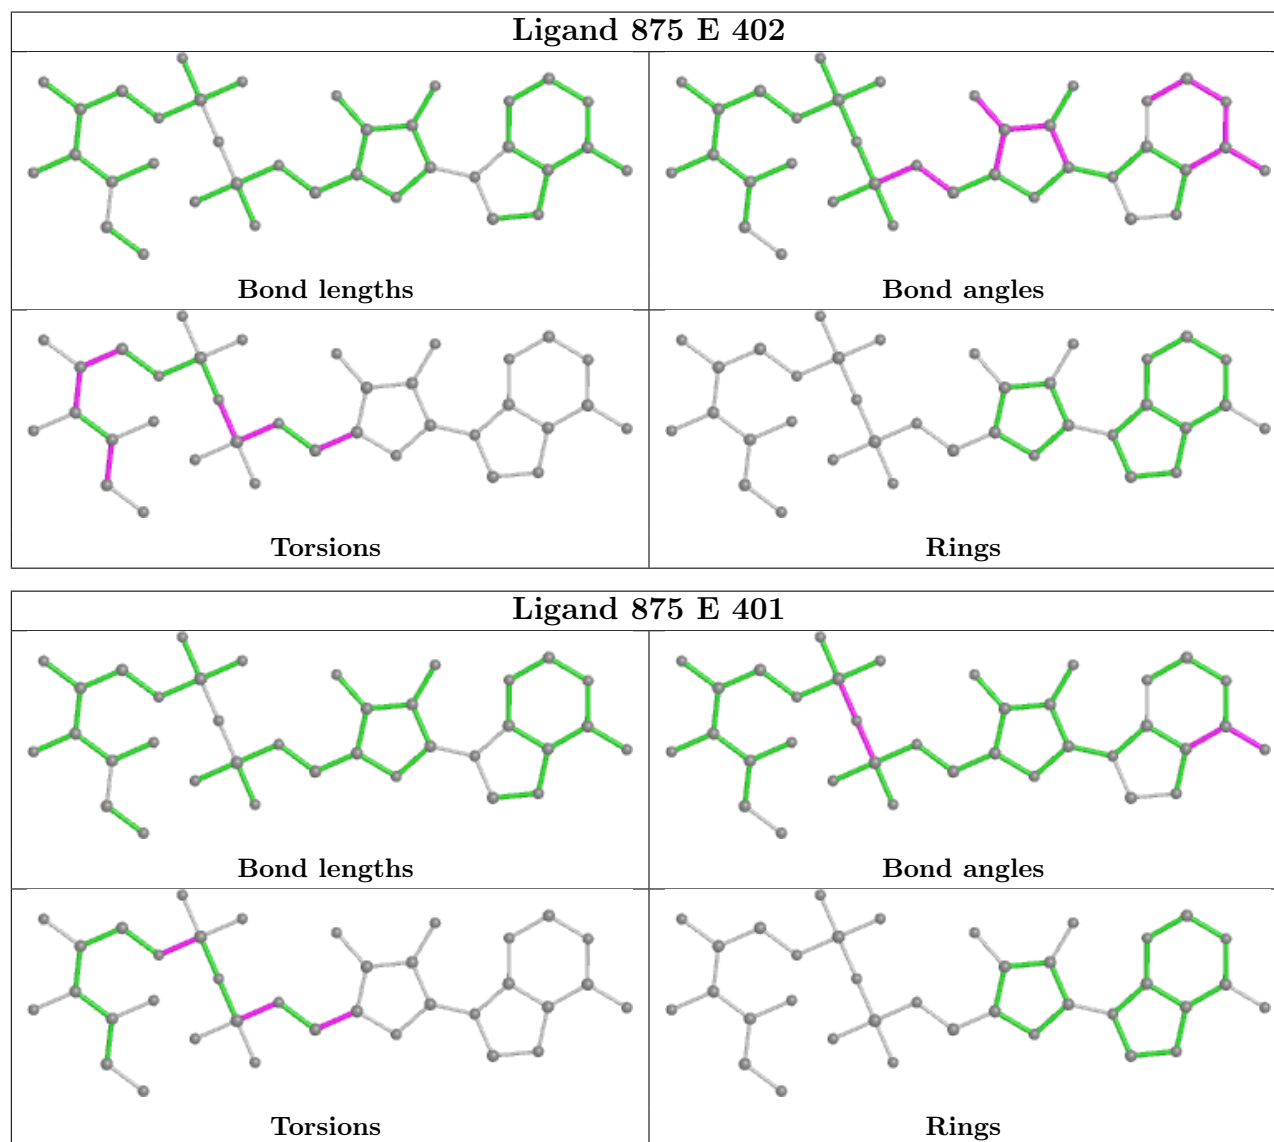 Ligand 875 E 402
Bond lengths
Bond angles
Torsions
Rings
Ligand 875 E 401
Bond lengths
Bond angles
Torsions
Rings